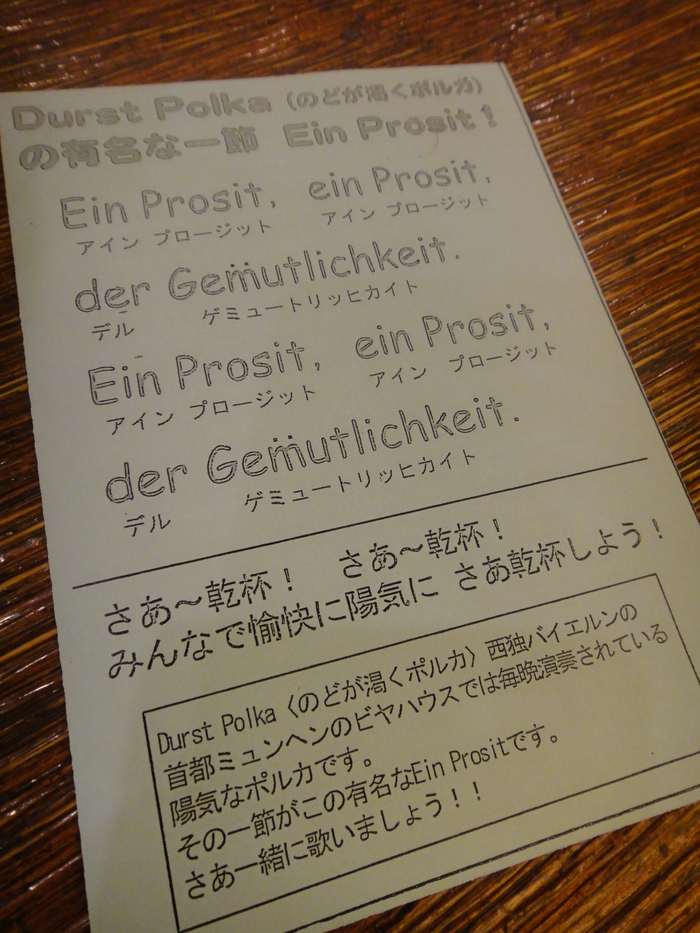 Durst Polka（のどが渇くポルカ）
の有名な一節 Ein Prosit！
Ein Prosit, ein Prosit,
アイン プロージット アイン プロージット
der Gemütlichkeit.
デル ゲミュートリッヒカイト
Ein Prosit, ein Prosit,
アイン プロージット アイン プロージット
der Gemütlichkeit.
デル ゲミュートリッヒカイト
さあ～乾杯！ さあ～乾杯！
みんなで愉快に陽気に さあ乾杯しよう！
Durst Polka〈のどが渇くポルカ〉西独バイエルンの
首都ミュンヘンのビヤハウスでは毎晩演奏されている
陽気なポルカです。
その一節がこの有名なEin Prositです。
さあ一緒に歌いましょう！！